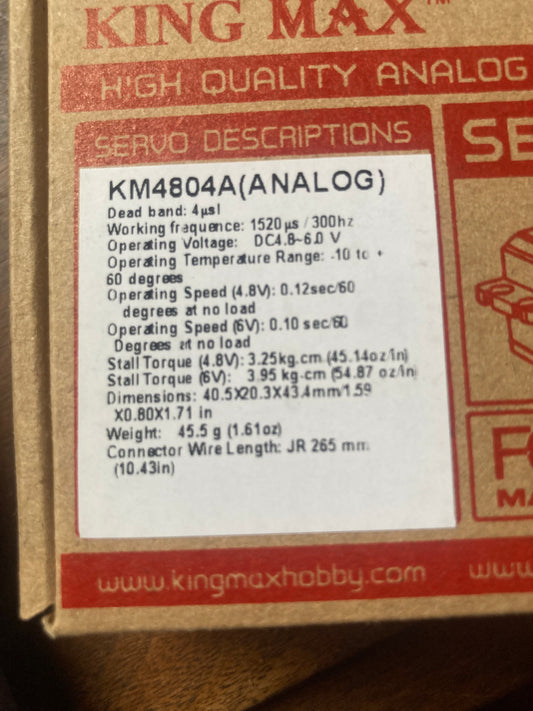 KING MAX™
HIGH QUALITY ANALOG
SERVO DESCRIPTIONS
SE
KM4804A(ANALOG)
Dead band: 4µsl
Working fraquence: 1520µs / 300hz
Operating Voltage: DC4.8~6.0 V
Operating Temperature Range: -10 to +
60 degrees
Operating Speed (4.8V): 0.12sec/60
degrees at no load
Operating Speed (6V): 0.10 sec/60
Degrees at no load
Stall Torque (4.8V): 3.25kg.cm (45.14oz/in)
Stall Torque (6V): 3.95 kg.cm (54.87 oz/in)
Dimensions: 40.5X20.3X43.4mm/1.59
X0.80X1.71 in
Weight: 45.5 g (1.61oz)
Connector Wire Length: JR 265 mm
(10.43in)
MA
www.kingmaxhobby.com www